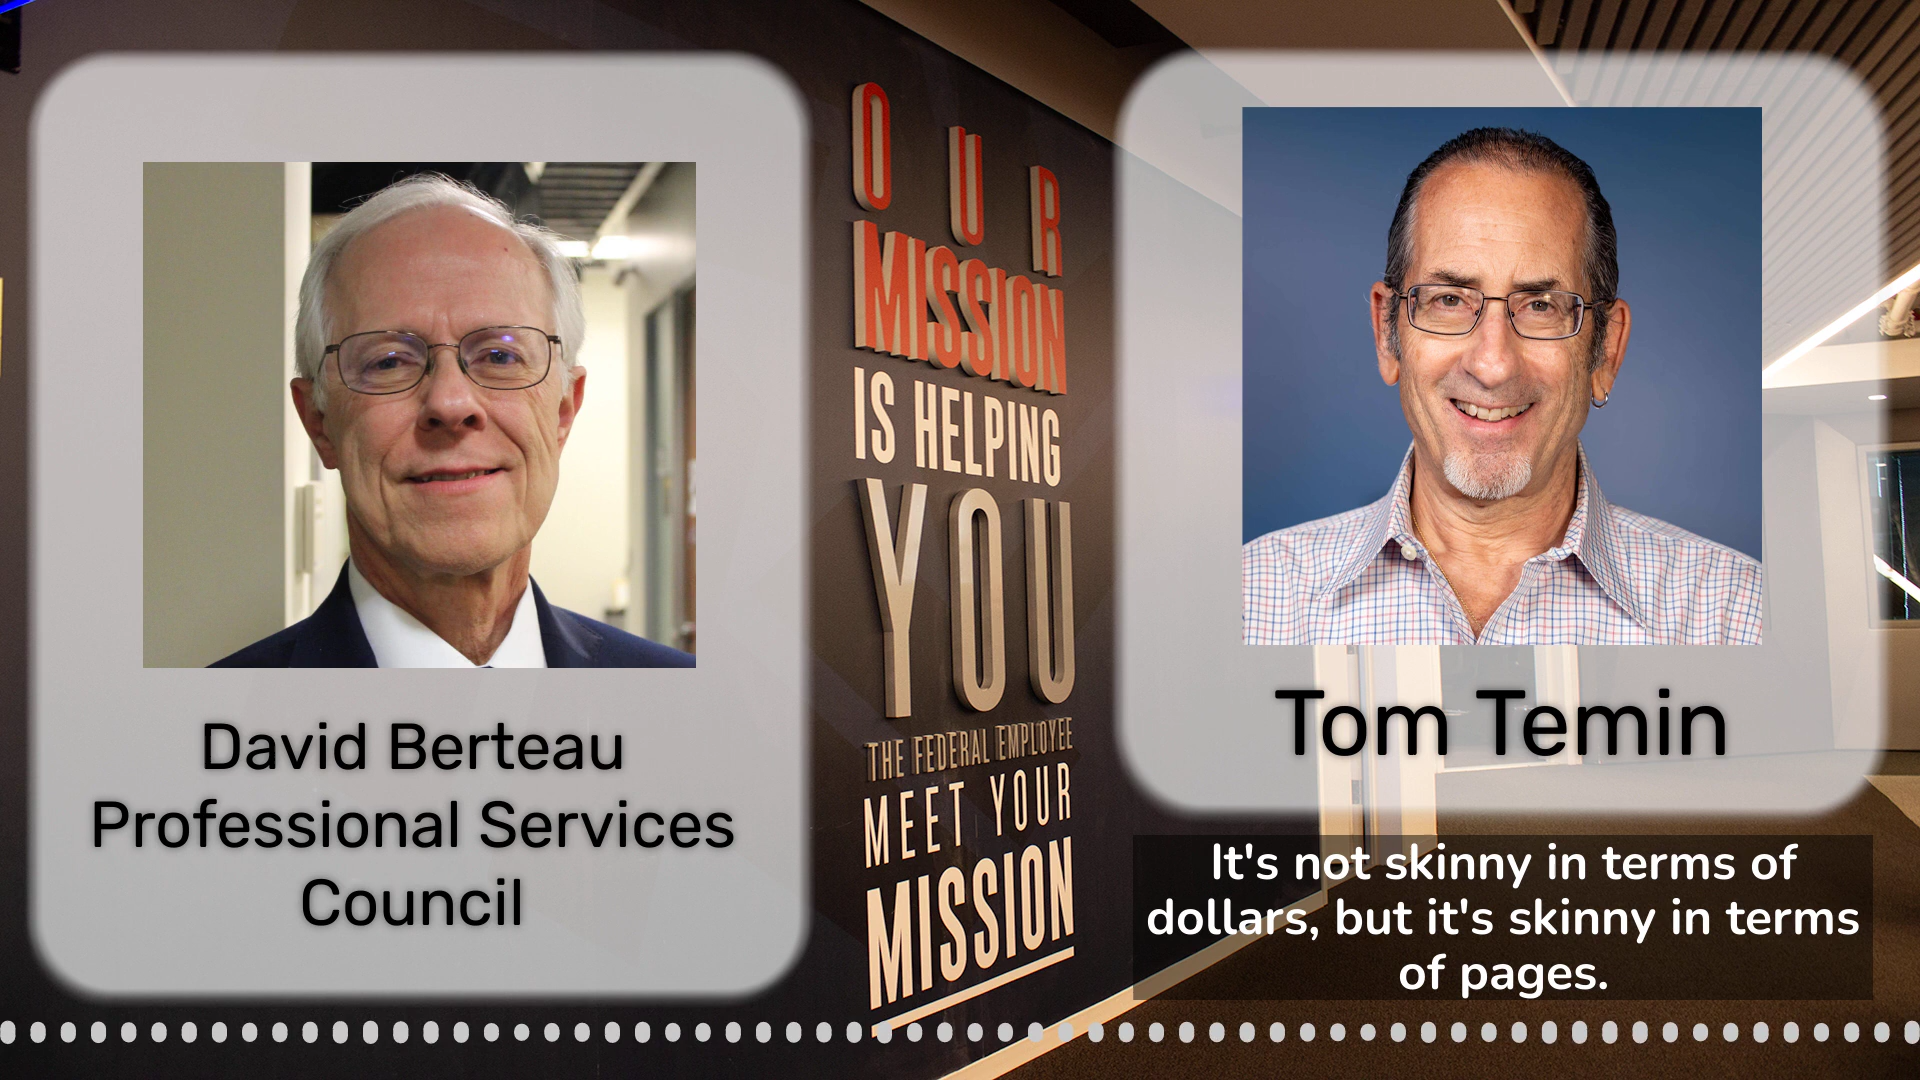 David Berteau
Professional Services
Council
OUR
MISSION
IS HELPING
YOU
THE FEDERAL EMPLOYEE
MEET YOUR
MISSION
Tom Temin
It's not skinny in terms of
dollars, but it's skinny in terms
of pages.